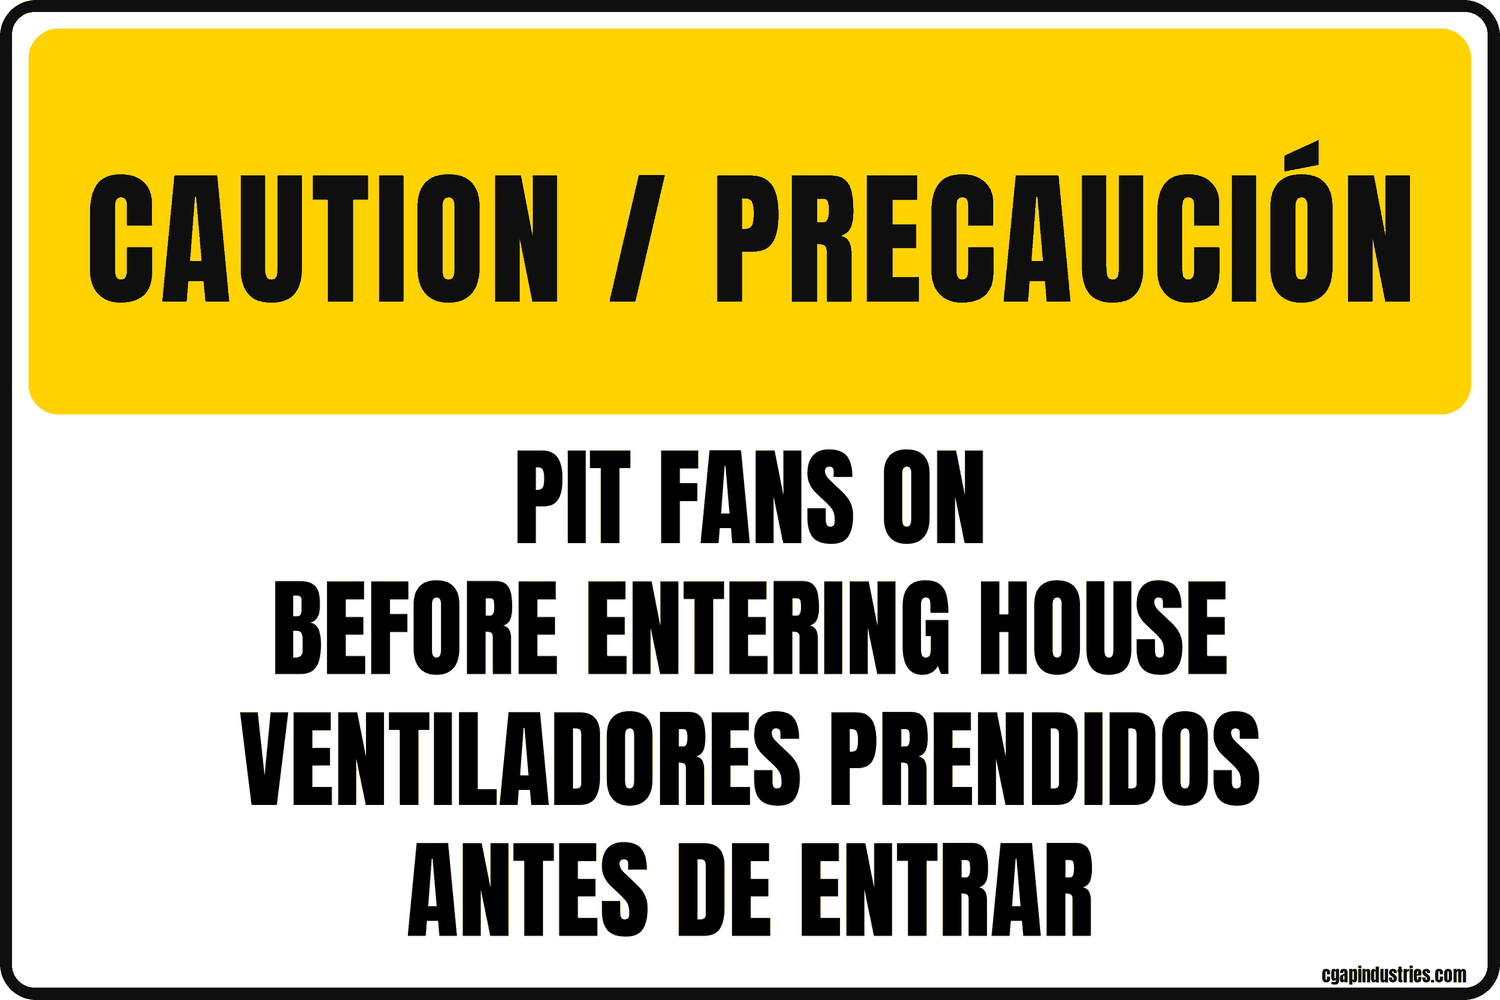 CAUTION / PRECAUCIÓN
PIT FANS ON
BEFORE ENTERING HOUSE
VENTILADORES PRENDIDOS
ANTES DE ENTRAR
cgapindustries.com